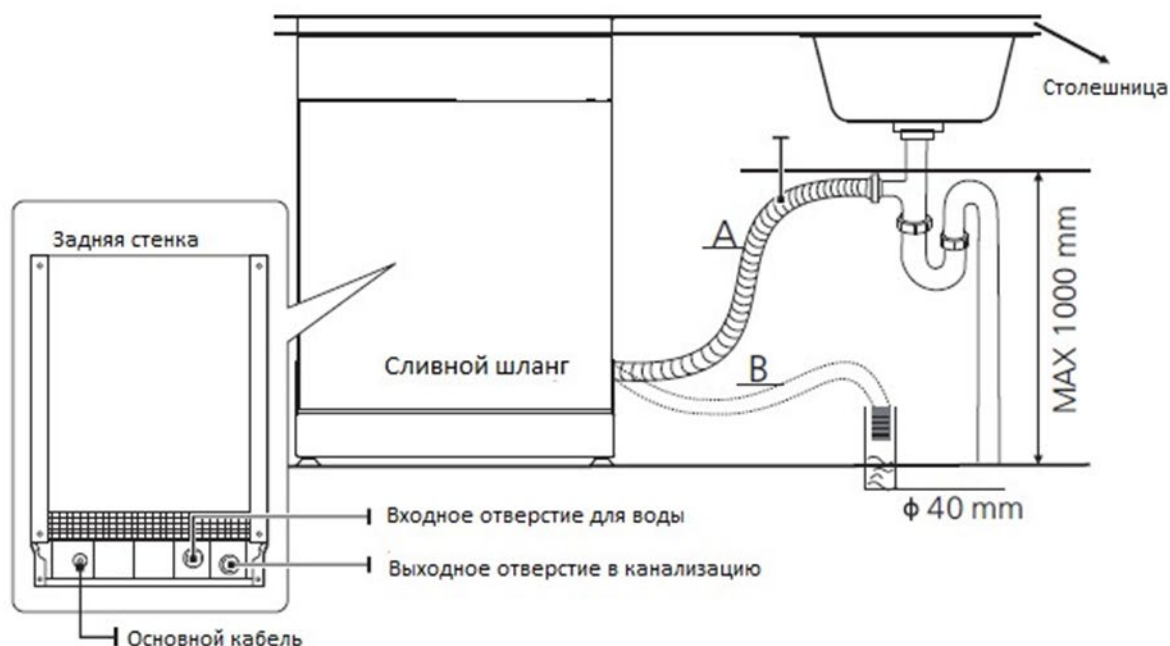 Столешница
Задняя стенка
A
Сливной шланг
B
MAX 1000 mm
ϕ 40 mm
Входное отверстие для воды
Выходное отверстие в канализацию
Основной кабель